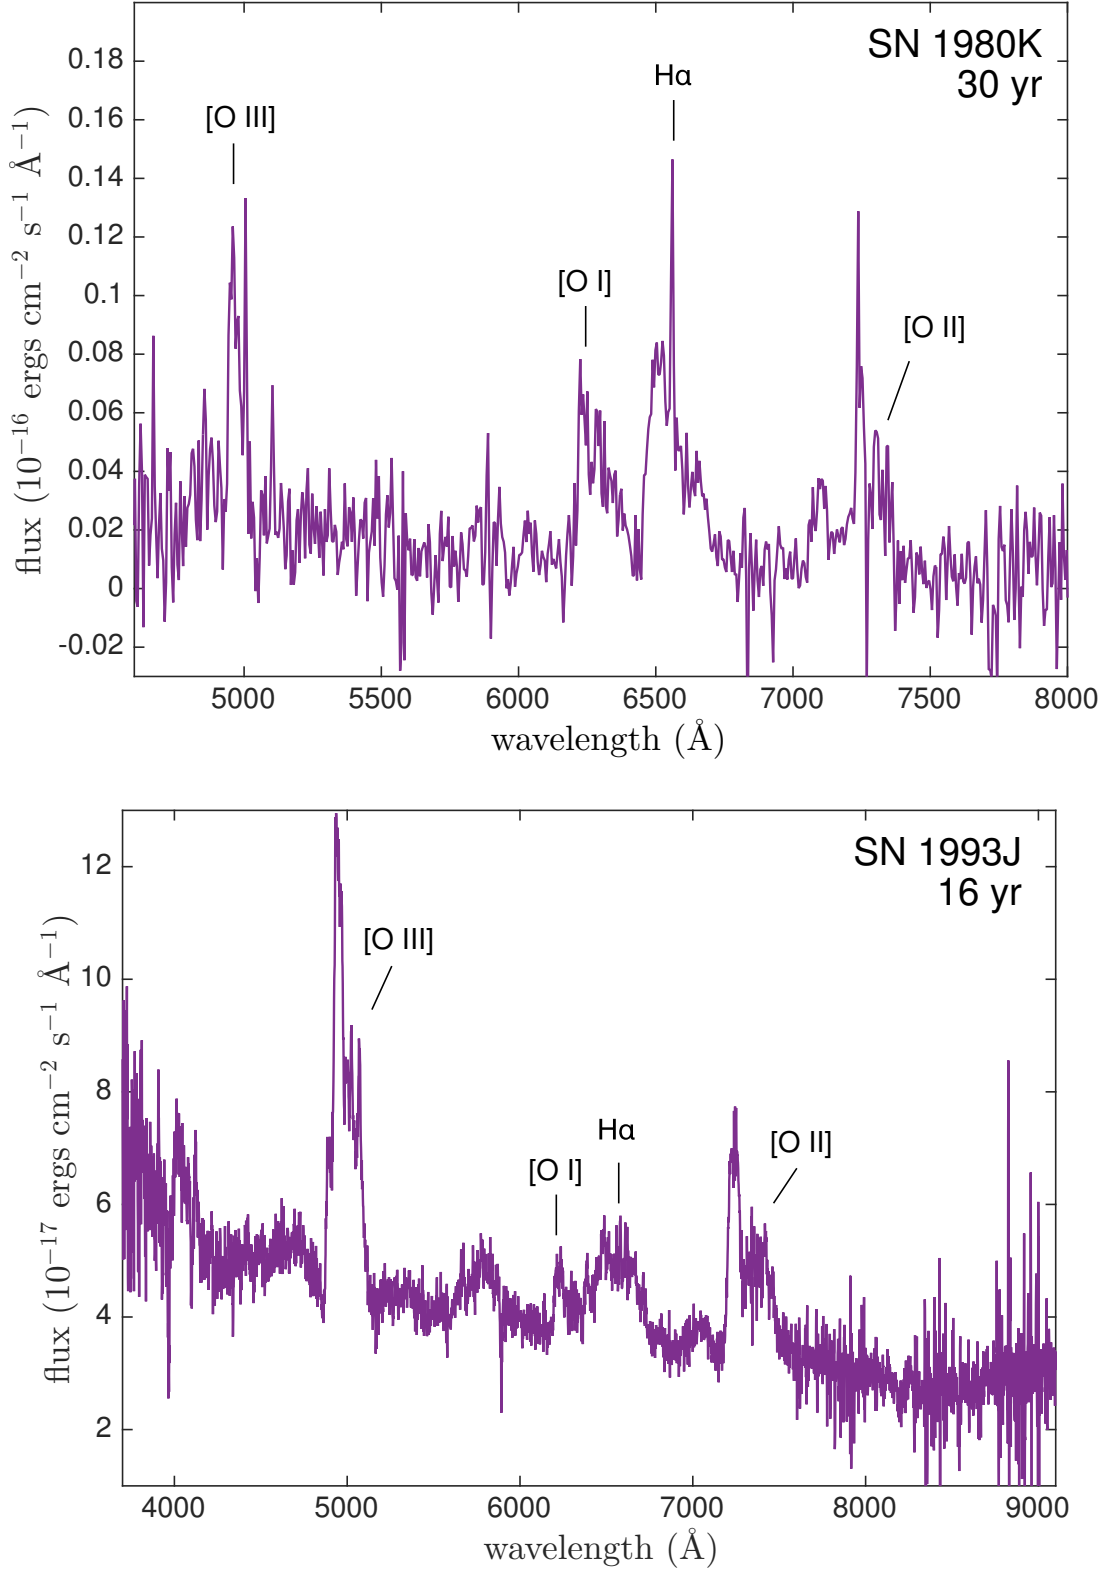 SN 1980K
30 yr
Hα
[O III]
[O I]
[O II]
0.18
0.16
0.14
0.12
0.1
0.08
0.06
0.04
0.02
0
-0.02
flux (10⁻¹⁶ ergs cm⁻² s⁻¹ Å⁻¹)
5000 5500 6000 6500 7000 7500 8000
wavelength (Å)
SN 1993J
16 yr
[O III]
Hα
[O I]
[O II]
12
10
8
6
4
2
flux (10⁻¹⁷ ergs cm⁻² s⁻¹ Å⁻¹)
4000 5000 6000 7000 8000 9000
wavelength (Å)